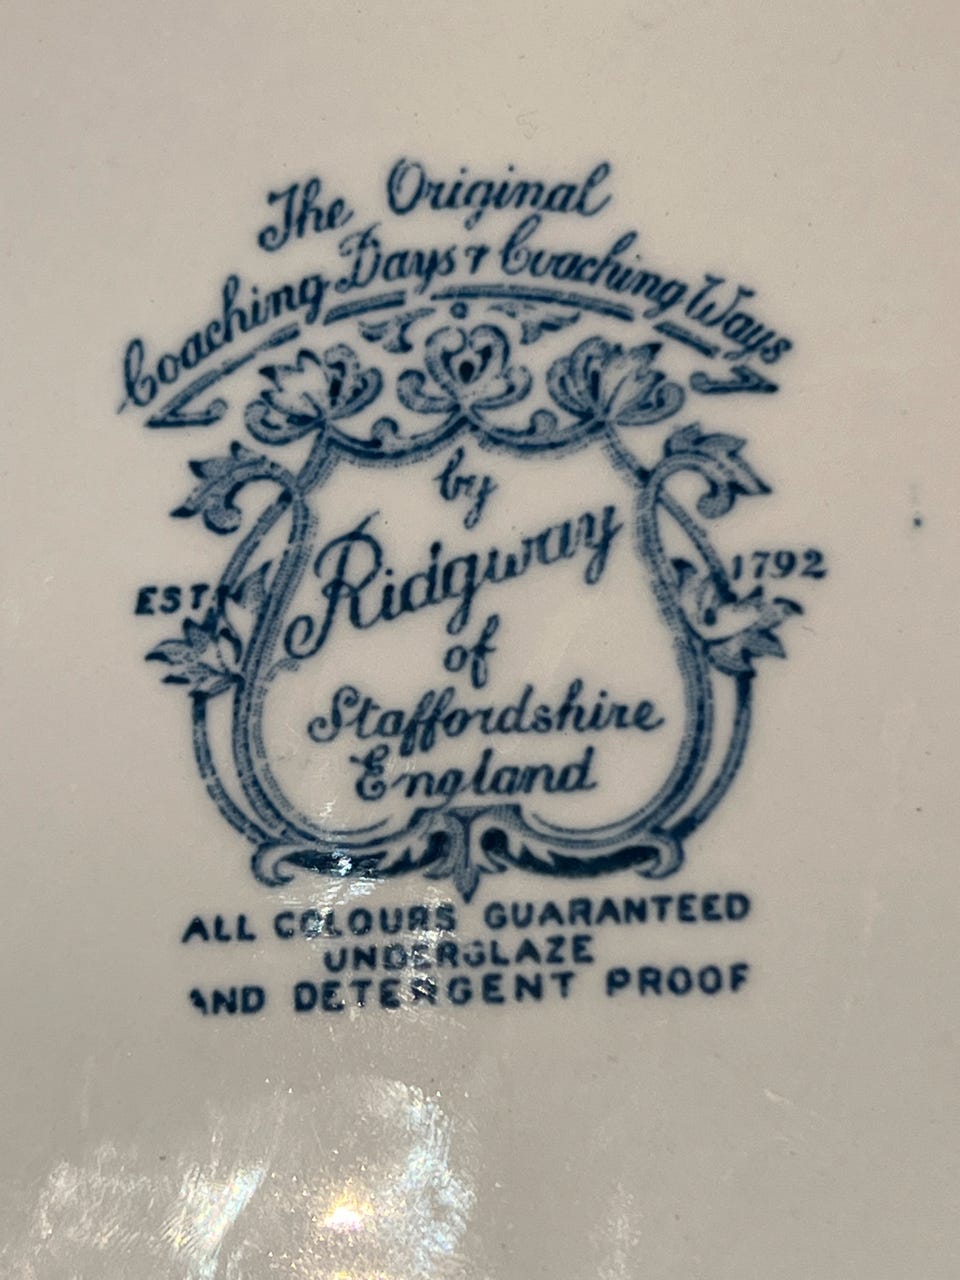 The Original
Coaching Days & Coaching Ways
by
Ridgway
EST. 1792
of
Staffordshire
England
ALL COLOURS GUARANTEED
UNDERGLAZE
AND DETERGENT PROOF